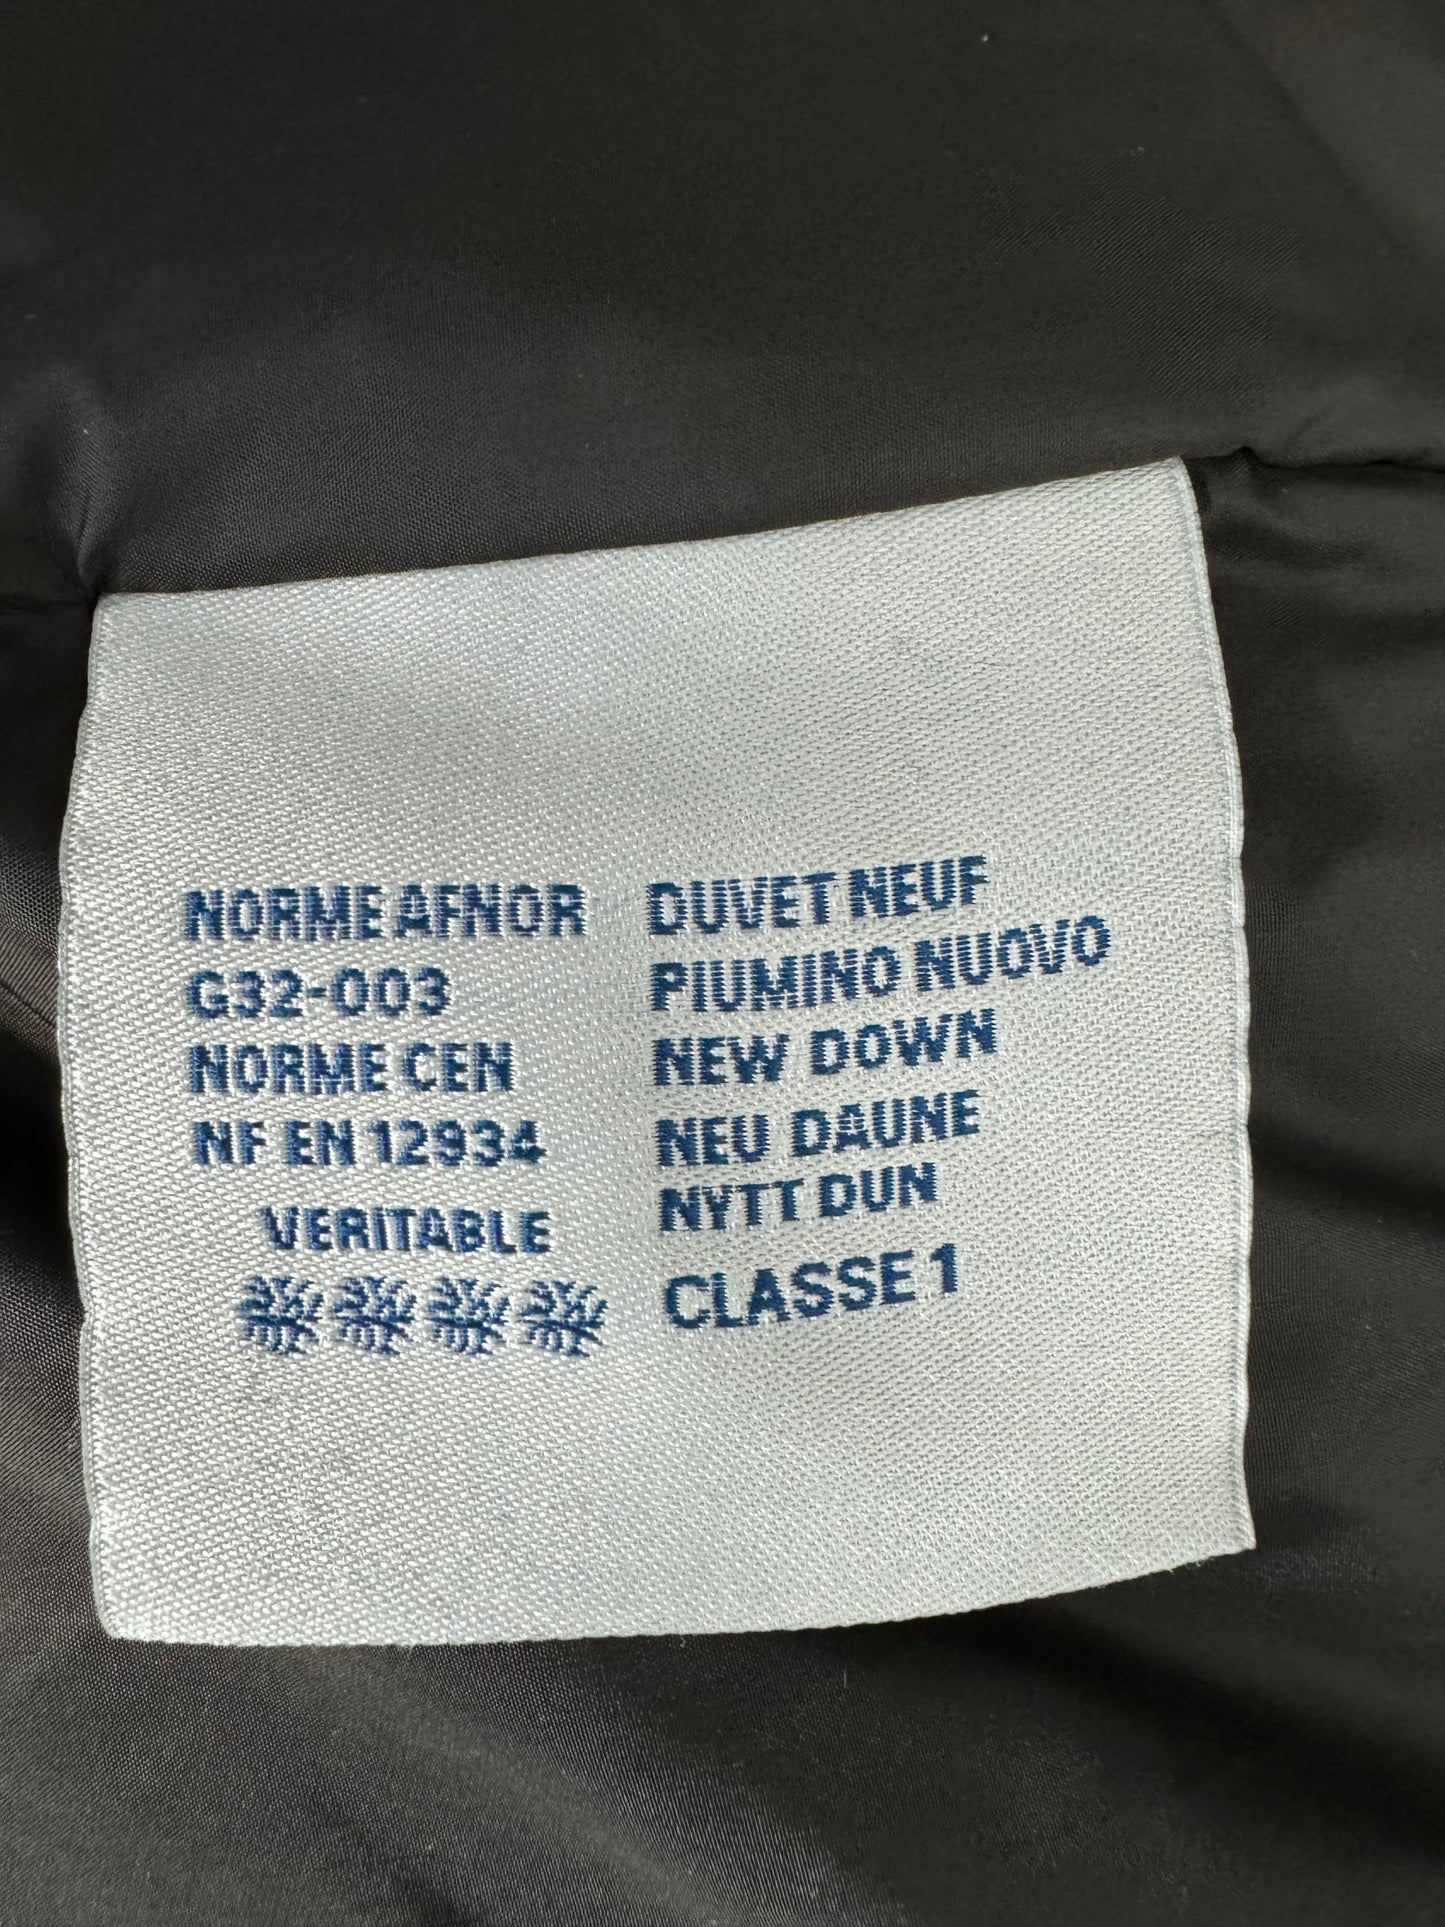 NORME AFNOR
G32-003
NORME CEN
NF EN 12934
VERITABLE
DUVET NEUF
PIUMINO NUOVO
NEW DOWN
NEU DAUNE
NYTT DUN
CLASSE 1